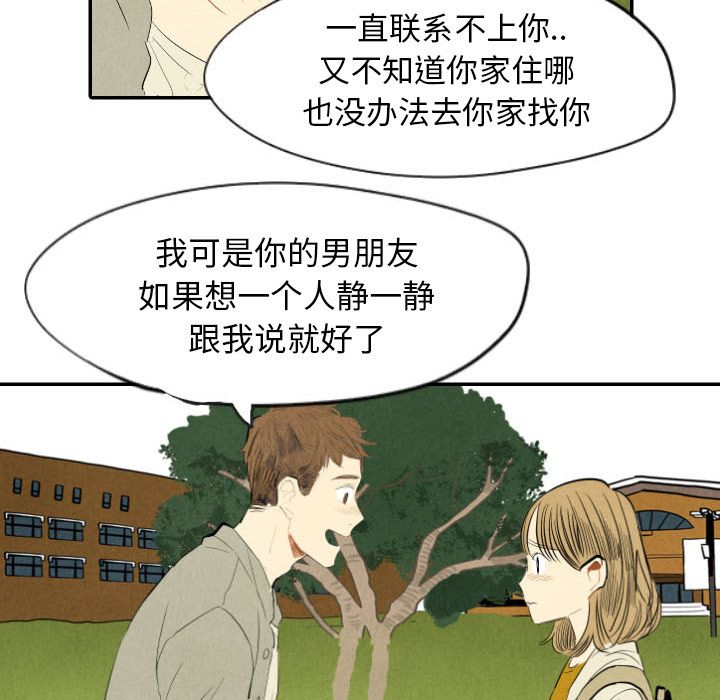 一直联系不上你..
又不知道你家住哪
也没办法去你家找你
我可是你的男朋友
如果想一个人静一静
跟我说就好了